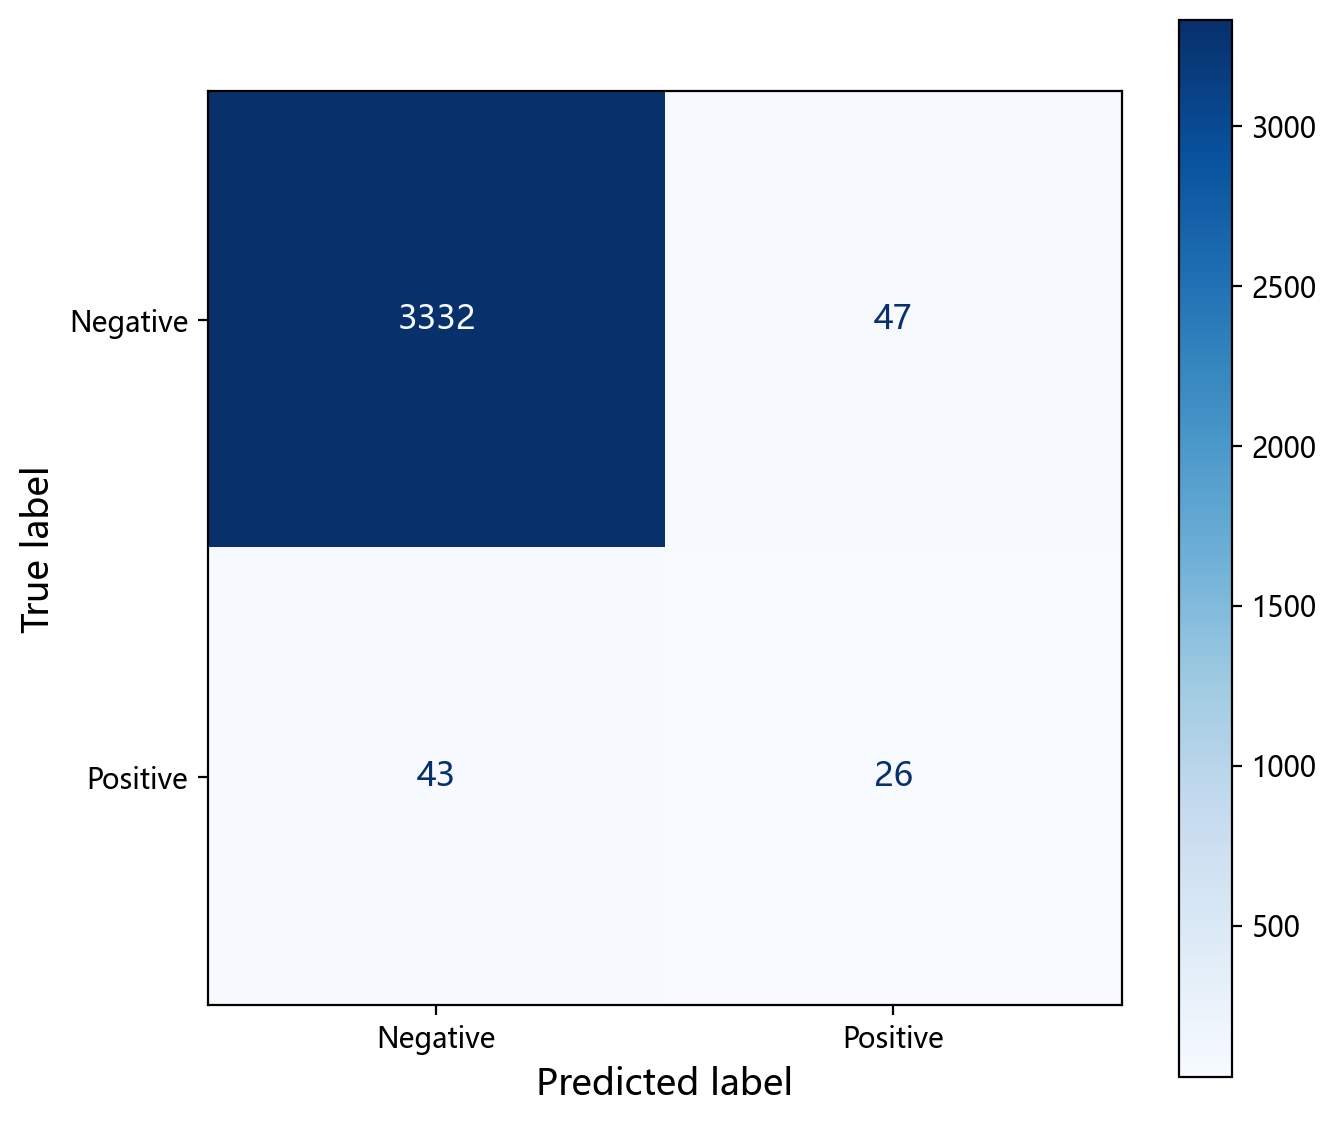 3000
2500
2000
1500
1000
500
True label
Negative
3332
47
Positive
43
26
Negative
Positive
Predicted label